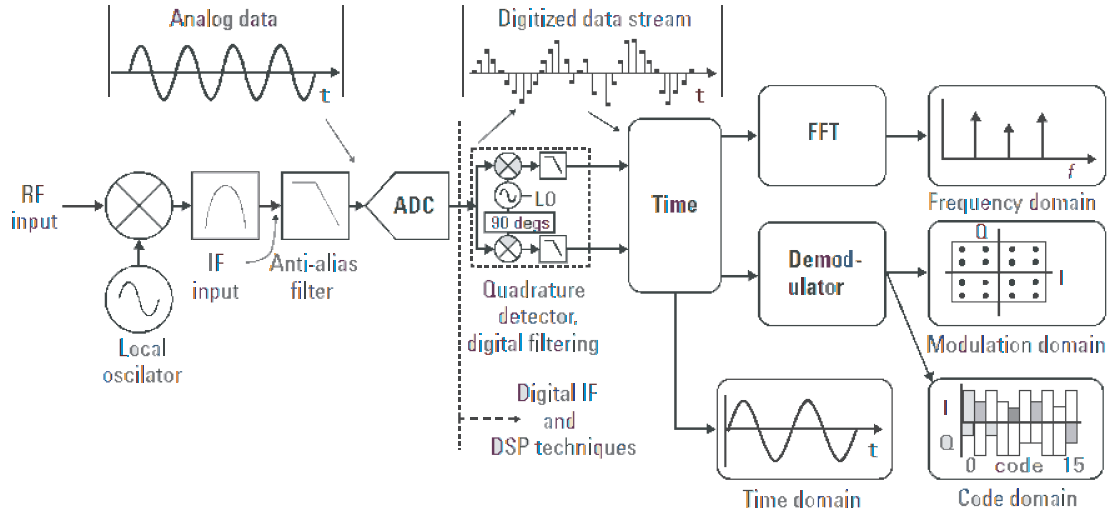 Analog data
t
Digitized data stream
t
RF
input
IF
input
Anti-alias
filter
Local
oscilator
ADC
LO
90 degs
Quadrature
detector,
digital filtering
Digital IF
and
DSP techniques
Time
FFT
f
Frequency domain
Demod-
ulator
Q
I
Modulation domain
t
Time domain
I
Q
0 code 15
Code domain